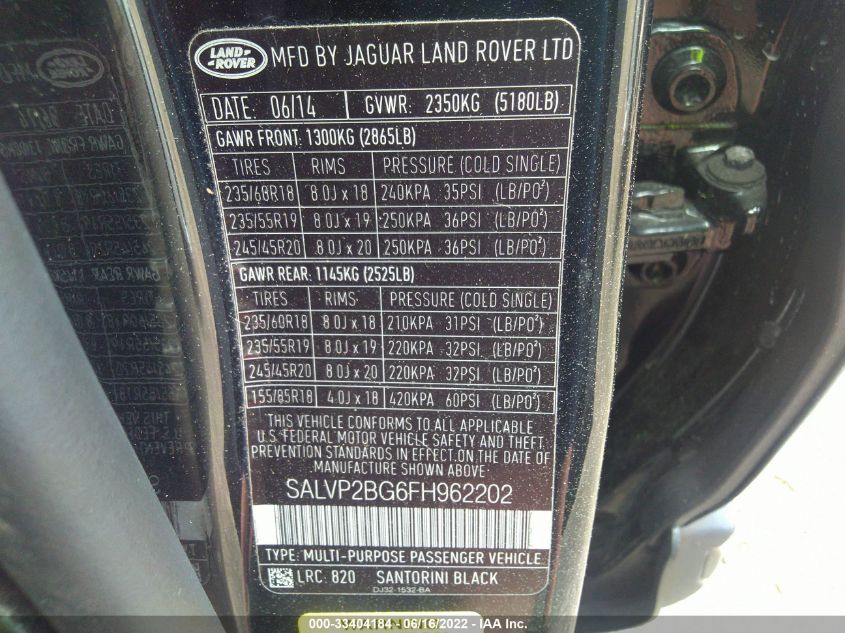 LAND-
ROVER
MFD BY JAGUAR LAND ROVER LTD
DATE: 06/14 GVWR: 2350KG (5180LB)
GAWR FRONT: 1300KG (2865LB)
TIRES RIMS PRESSURE (COLD SINGLE)
235/60R18 8.0J x 18 240KPA 35PSI (LB/PO²)
235/55R19 8.0J x 19 250KPA 36PSI (LB/PO²)
245/45R20 8.0J x 20 250KPA 36PSI (LB/PO²)
GAWR REAR: 1145KG (2525LB)
TIRES RIMS PRESSURE (COLD SINGLE)
235/60R18 8.0J x 18 210KPA 31PSI (LB/PO²)
235/55R19 8.0J x 19 220KPA 32PSI (LB/PO²)
245/45R20 8.0J x 20 220KPA 32PSI (LB/PO²)
155/85R18 4.0J x 18 420KPA 60PSI (LB/PO²)
THIS VEHICLE CONFORMS TO ALL APPLICABLE
U.S. FEDERAL MOTOR VEHICLE SAFETY AND THEFT
PREVENTION STANDARDS IN EFFECT ON THE DATE OF
MANUFACTURE SHOWN ABOVE
SALVP2BG6FH962202
TYPE: MULTI-PURPOSE PASSENGER VEHICLE
LRC: 820 SANTORINI BLACK
DJ32-1532-BA
000-33404184 - 06/16/2022 - IAAI.com